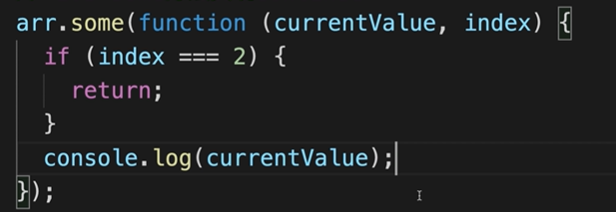 arr.some(function (currentValue, index) {
if (index === 2) {
return;
}
console.log(currentValue);
});